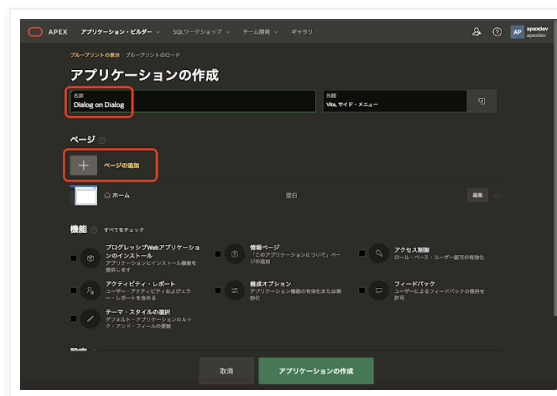 APEX アプリケーション・ビルダー SQLワークショップ チーム開発 ギャラリ AP apexdev
apexdev
ブループリントの表示 ブループリントのロード
アプリケーションの作成
名前 外観
Dialog on Dialog Vita, サイド・メニュー
ページ
ページの追加
ホーム 空白 編集
機能 すべてをチェック
プログレッシブWebアプリケーションのインストール
アプリケーションにインストール機能を提供します
情報ページ
「このアプリケーションについて」ページの追加
アクセス制御
ロール・ベース・ユーザー認可の有効化
アクティビティ・レポート
ユーザー・アクティビティおよびエラー・レポートを含める
構成オプション
アプリケーション機能の有効化または無効化
フィードバック
ユーザーによるフィードバックの提供を許可
テーマ・スタイルの選択
デフォルト・アプリケーションのルック・アンド・フィールの更新
取消 アプリケーションの作成